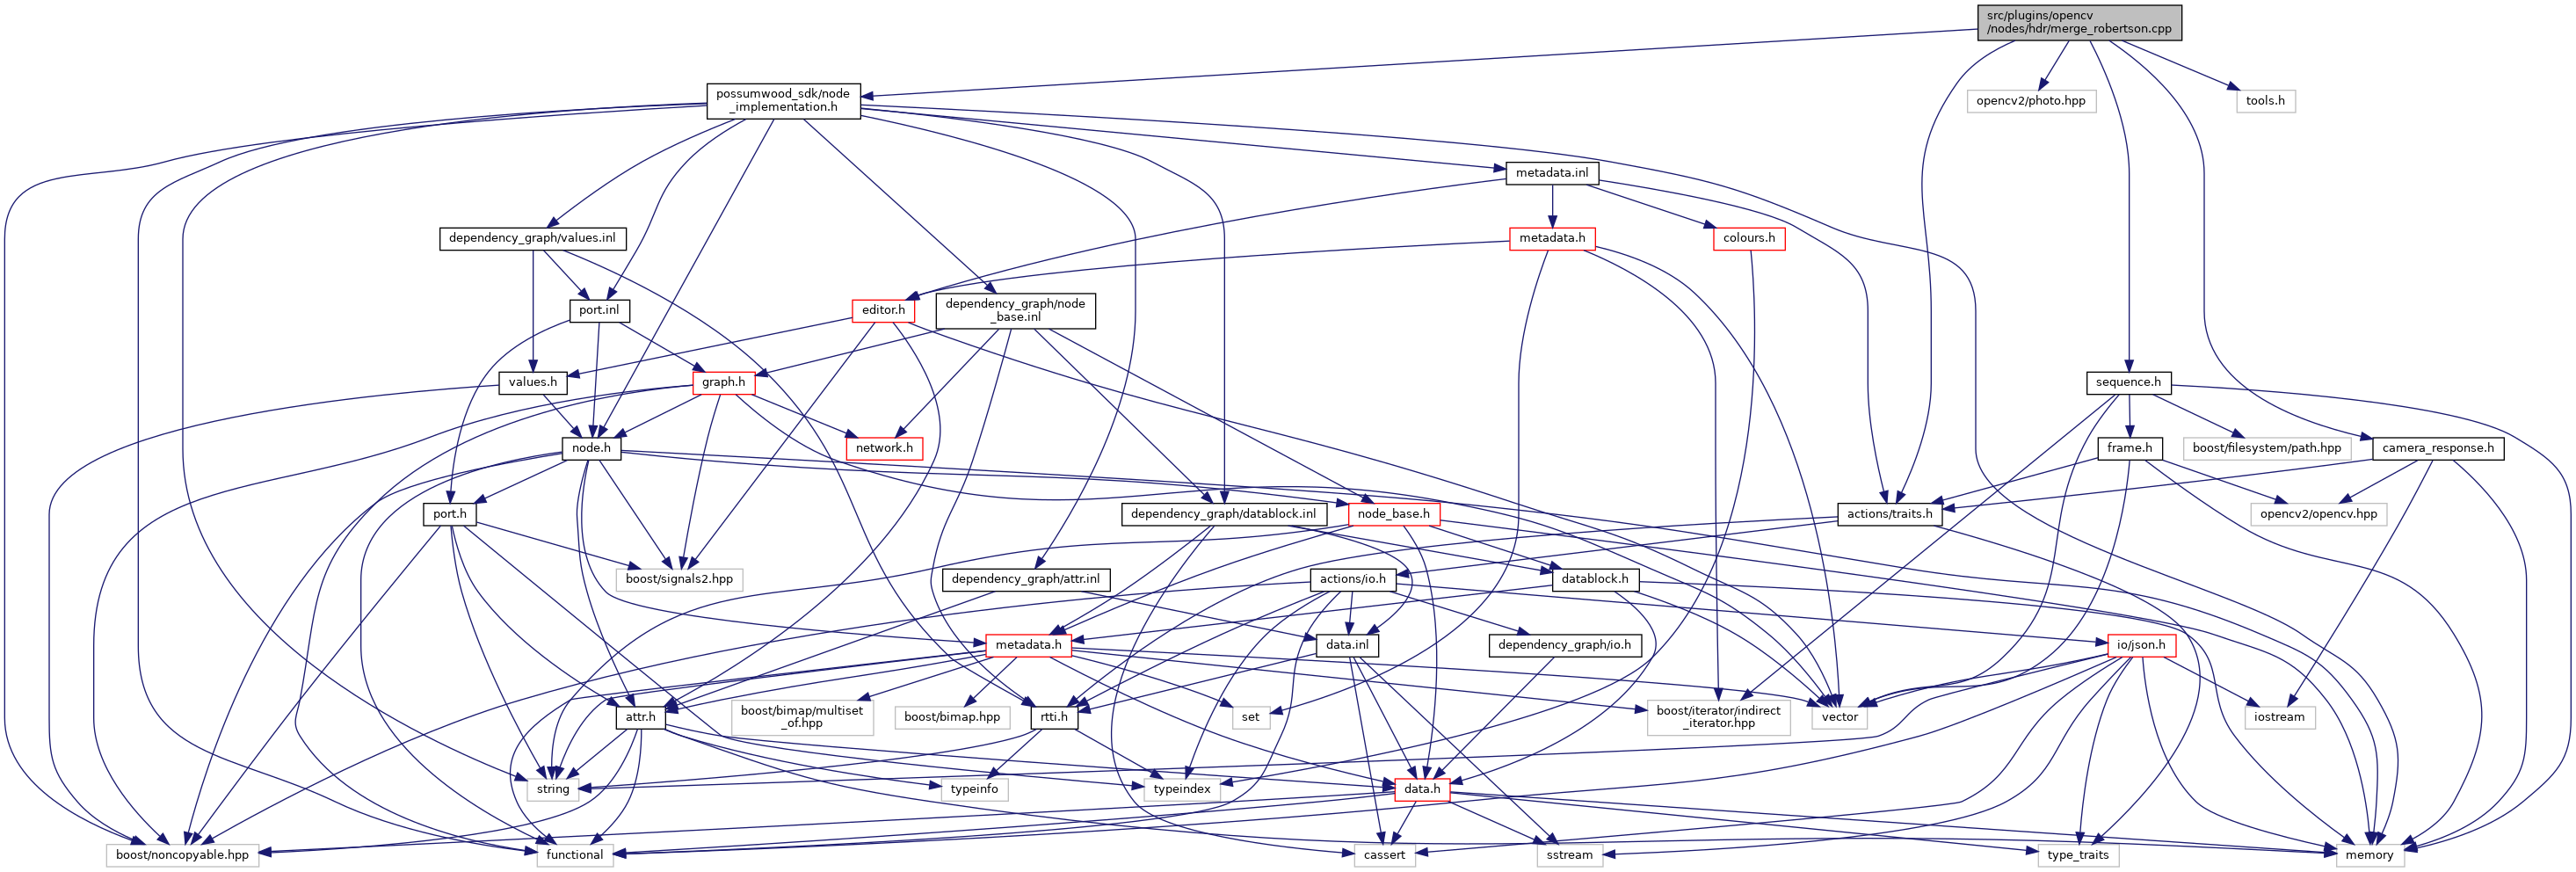 src/plugins/opencv
/nodes/hdr/merge_robertson.cpp
possumwood_sdk/node
_implementation.h
opencv2/photo.hpp
tools.h
metadata.inl
dependency_graph/values.inl
metadata.h
colours.h
port.inl
editor.h
dependency_graph/node
_base.inl
values.h
graph.h
sequence.h
node.h
network.h
frame.h
boost/filesystem/path.hpp
camera_response.h
port.h
dependency_graph/datablock.inl
node_base.h
actions/traits.h
opencv2/opencv.hpp
boost/signals2.hpp
dependency_graph/attr.inl
actions/io.h
datablock.h
metadata.h
data.inl
dependency_graph/io.h
io/json.h
attr.h
boost/bimap/multiset
_of.hpp
boost/bimap.hpp
rtti.h
set
boost/iterator/indirect
_iterator.hpp
vector
iostream
string
typeinfo
typeindex
data.h
boost/noncopyable.hpp
functional
cassert
sstream
type_traits
memory